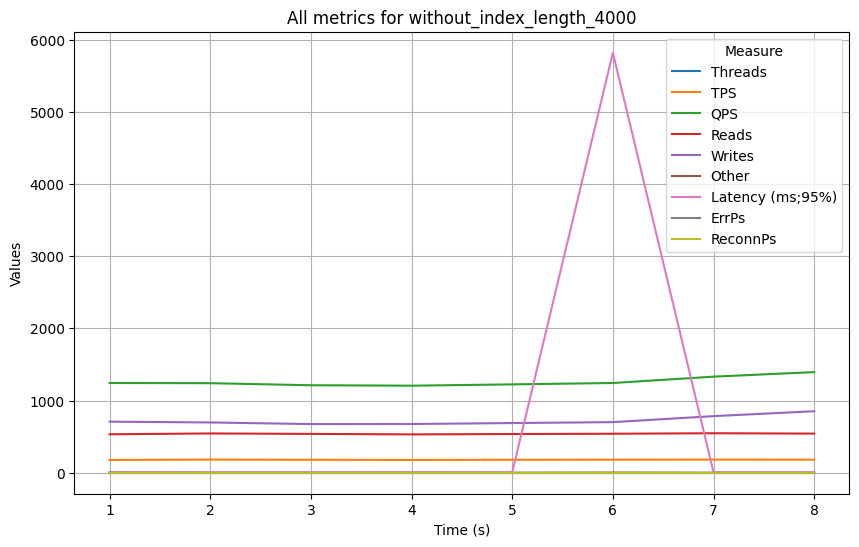 All metrics for without_index_length_4000
6000
5000
4000
3000
2000
1000
0
Values
1 2 3 4 5 6 7 8
Time (s)
Measure
Threads
TPS
QPS
Reads
Writes
Other
Latency (ms;95%)
ErrPs
ReconnPs